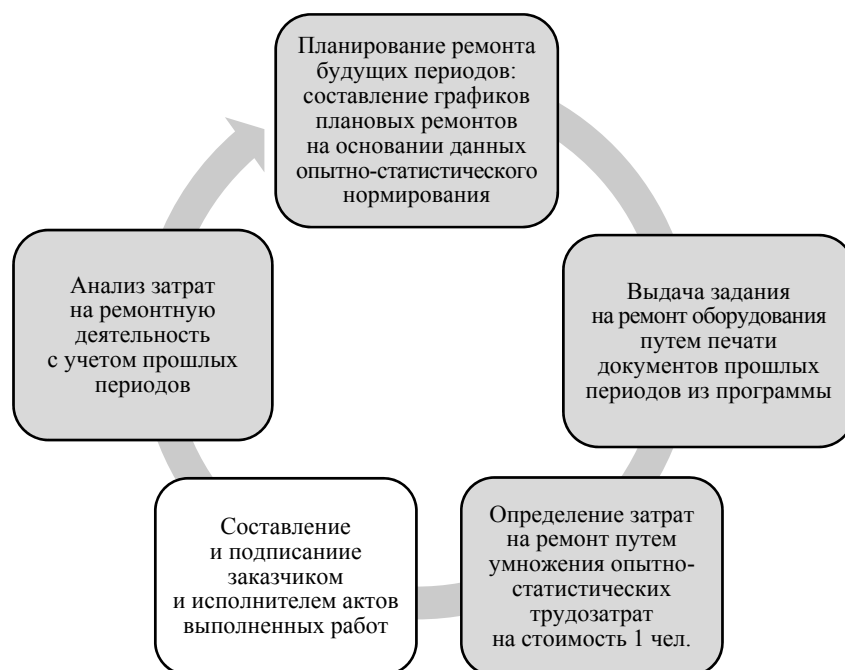 Планирование ремонта
будущих периодов:
составление графиков
плановых ремонтов
на основании данных
опытно-статистического
нормирования
Выдача задания
на ремонт оборудования
путем печати
документов прошлых
периодов из программы
Определение затрат
на ремонт путем
умножения опытно-
статистических
трудозатрат
на стоимость 1 чел.
Составление
и подписаниие
заказчиком
и исполнителем актов
выполненных работ
Анализ затрат
на ремонтную
деятельность
с учетом прошлых
периодов